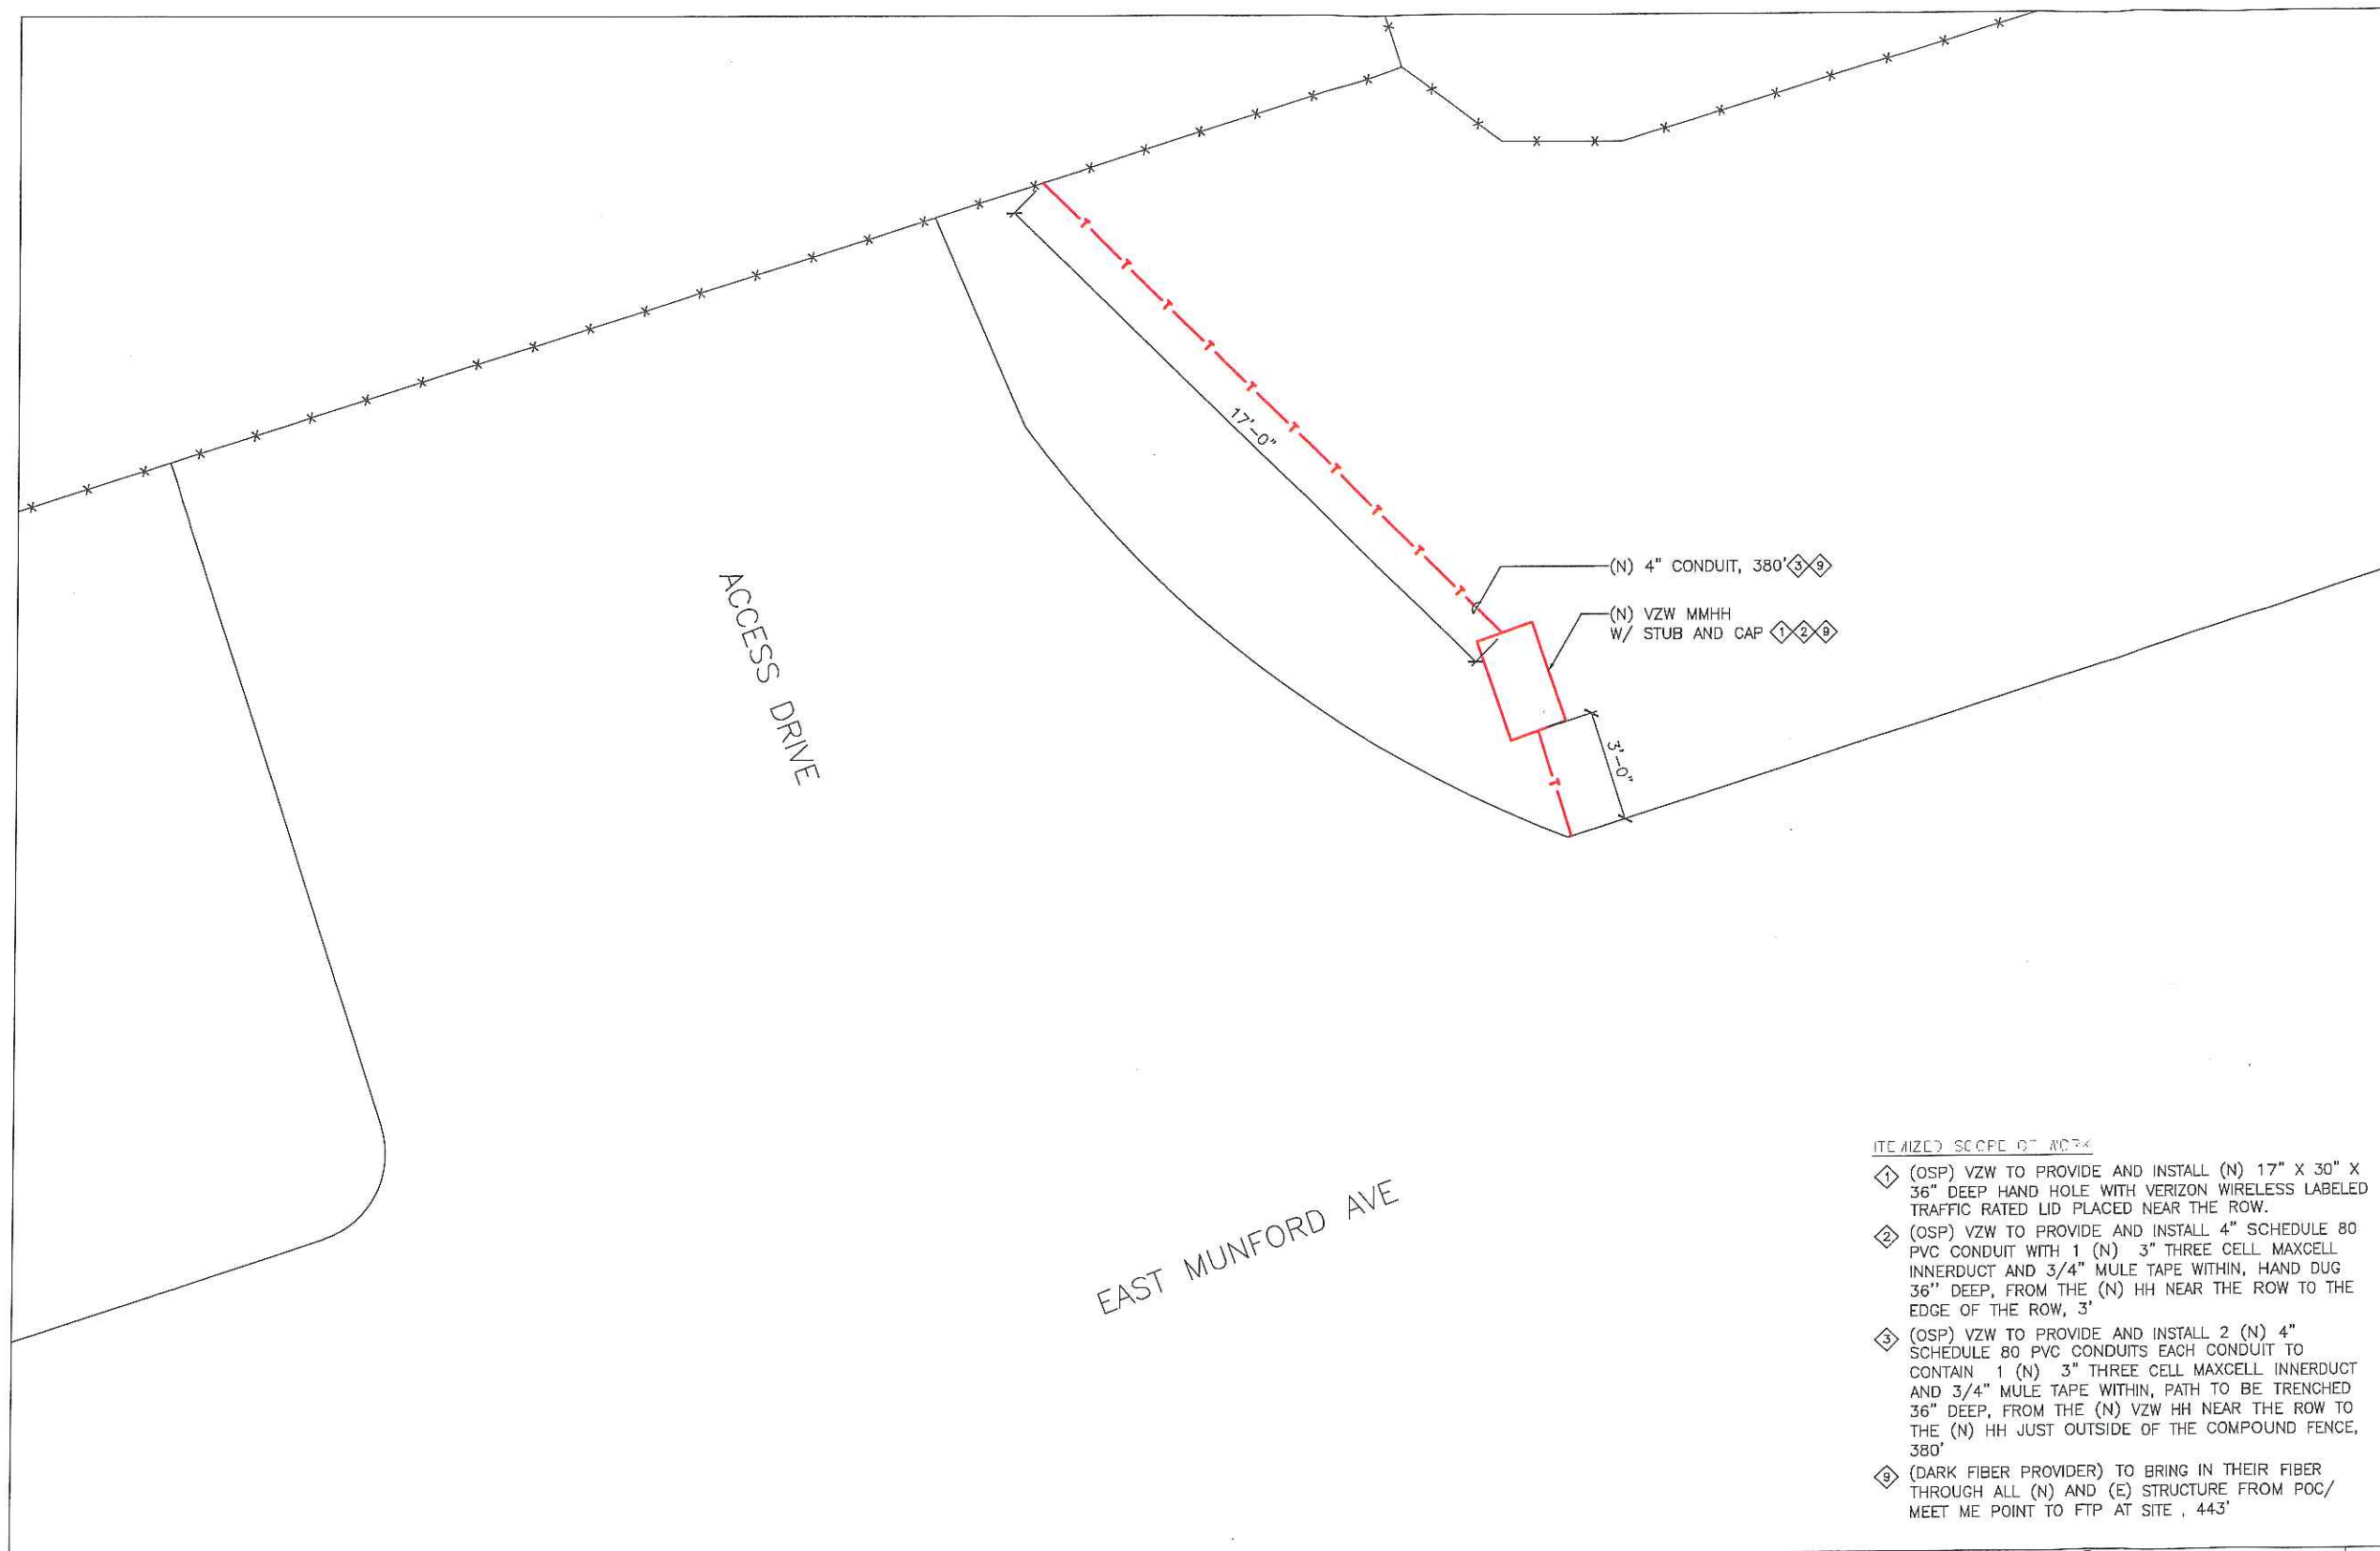 17'-0"
(N) 4" CONDUIT, 380' 3 9
(N) VZW MMHH
W/ STUB AND CAP 1 2 9
3'-0"
ACCESS DRIVE
EAST MUNFORD AVE
ITEMIZED SCOPE OF WORK
1 (OSP) VZW TO PROVIDE AND INSTALL (N) 17" X 30" X
36" DEEP HAND HOLE WITH VERIZON WIRELESS LABELED
TRAFFIC RATED LID PLACED NEAR THE ROW.
2 (OSP) VZW TO PROVIDE AND INSTALL 4" SCHEDULE 80
PVC CONDUIT WITH 1 (N) 3" THREE CELL MAXCELL
INNERDUCT AND 3/4" MULE TAPE WITHIN, HAND DUG
36" DEEP, FROM THE (N) HH NEAR THE ROW TO THE
EDGE OF THE ROW, 3'
3 (OSP) VZW TO PROVIDE AND INSTALL 2 (N) 4"
SCHEDULE 80 PVC CONDUITS EACH CONDUIT TO
CONTAIN 1 (N) 3" THREE CELL MAXCELL INNERDUCT
AND 3/4" MULE TAPE WITHIN, PATH TO BE TRENCHED
36" DEEP, FROM THE (N) VZW HH NEAR THE ROW TO
THE (N) HH JUST OUTSIDE OF THE COMPOUND FENCE,
380'
9 (DARK FIBER PROVIDER) TO BRING IN THEIR FIBER
THROUGH ALL (N) AND (E) STRUCTURE FROM POC/
MEET ME POINT TO FTP AT SITE , 443'